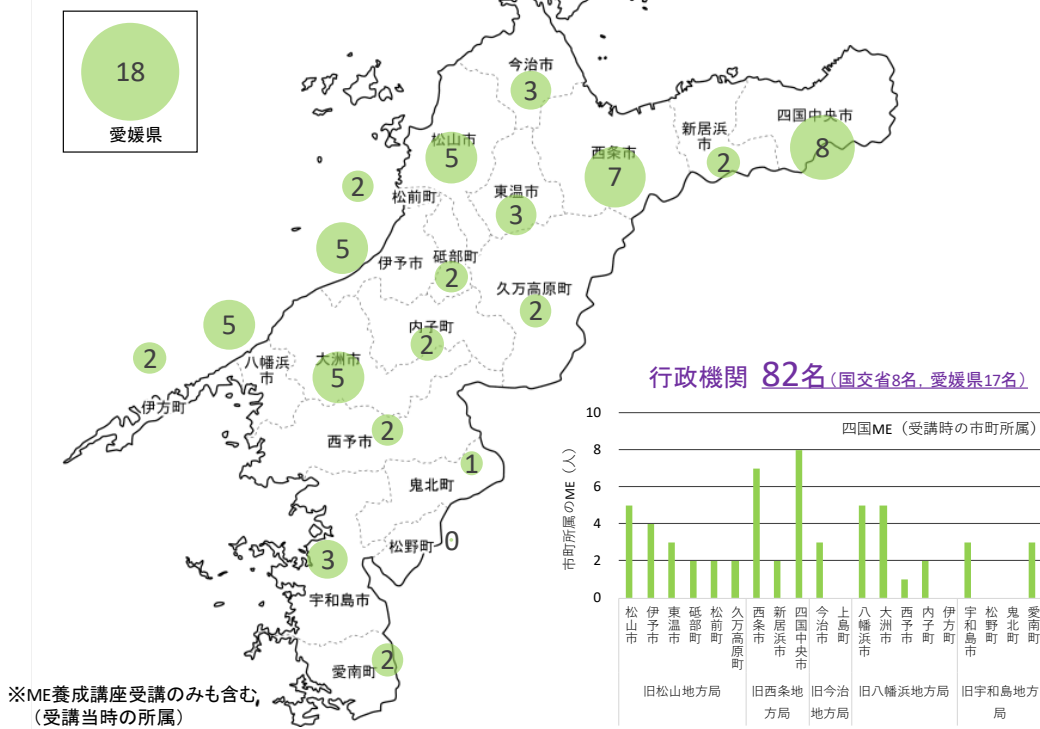 18
愛媛県
今治市
3
四国中央市
8
新居浜
市
2
松山市
5
西条市
7
2
松前町
東温市
3
5
伊予市
砥部町
2
久万高原町
2
5
内子町
2
2
八幡浜
市
大洲市
5
伊方町
西予市
2
1
鬼北町
松野町
0
3
宇和島市
愛南町
2
※ME養成講座受講のみも含む
(受講当時の所属)
行政機関 82名(国交省8名, 愛媛県17名)
四国ME(受講時の市町所属)
市町所属のME(人)
10
8
6
4
2
0
松山市
伊予市
東温市
砥部町
松前町
久万高原町
西条市
新居浜市
四国中央市
今治市
上島町
八幡浜市
大洲市
西予市
内子町
伊方町
宇和島市
松野町
鬼北町
愛南町
旧松山地方局
旧西条地
方局
旧今治
地方局
旧八幡浜地方局
旧宇和島地方
局